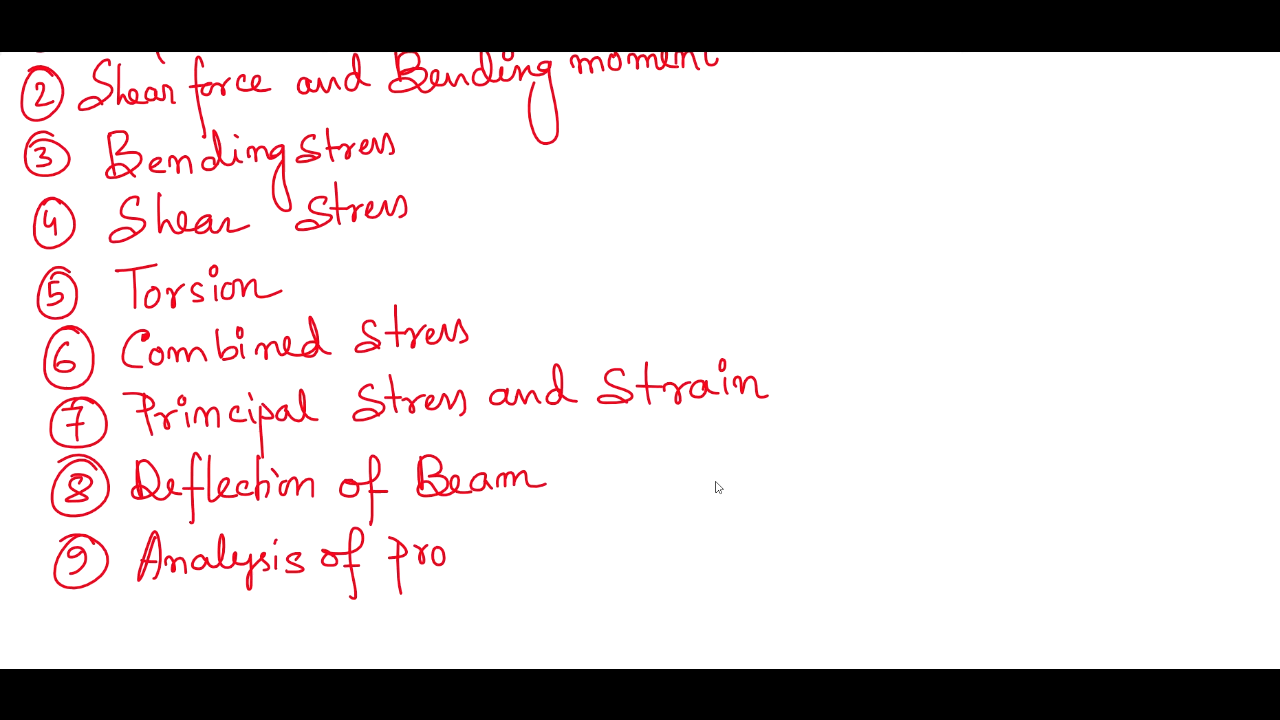 ② Shear force and Bending moment
③ Bending stress
④ Shear stress
⑤ Torsion
⑥ Combined stress
⑦ Principal stress and strain
⑧ Deflection of Beam
⑨ Analysis of pro